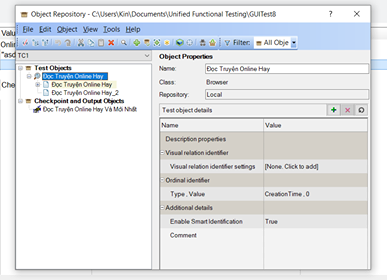 Object Repository - C:\Users\Kin\Documents\Unified Functional Testing\GUITest8
File Edit Object View Tools Help
Filter: All Obje
TC1
Test Objects
Đọc Truyện Online Hay
Đọc Truyện Online Hay
Đọc Truyện Online Hay_2
Checkpoint and Output Objects
Đọc Truyện Online Hay Và Mới Nhất
Object Properties
Name: Đọc Truyện Online Hay
Class: Browser
Repository: Local
Test object details
Name Value
Description properties
Visual relation identifier
Visual relation identifier settings [None. Click to add]
Ordinal identifier
Type , Value CreationTime , 0
Additional details
Enable Smart Identification True
Comment
Valu
Onlin
"asd
Che